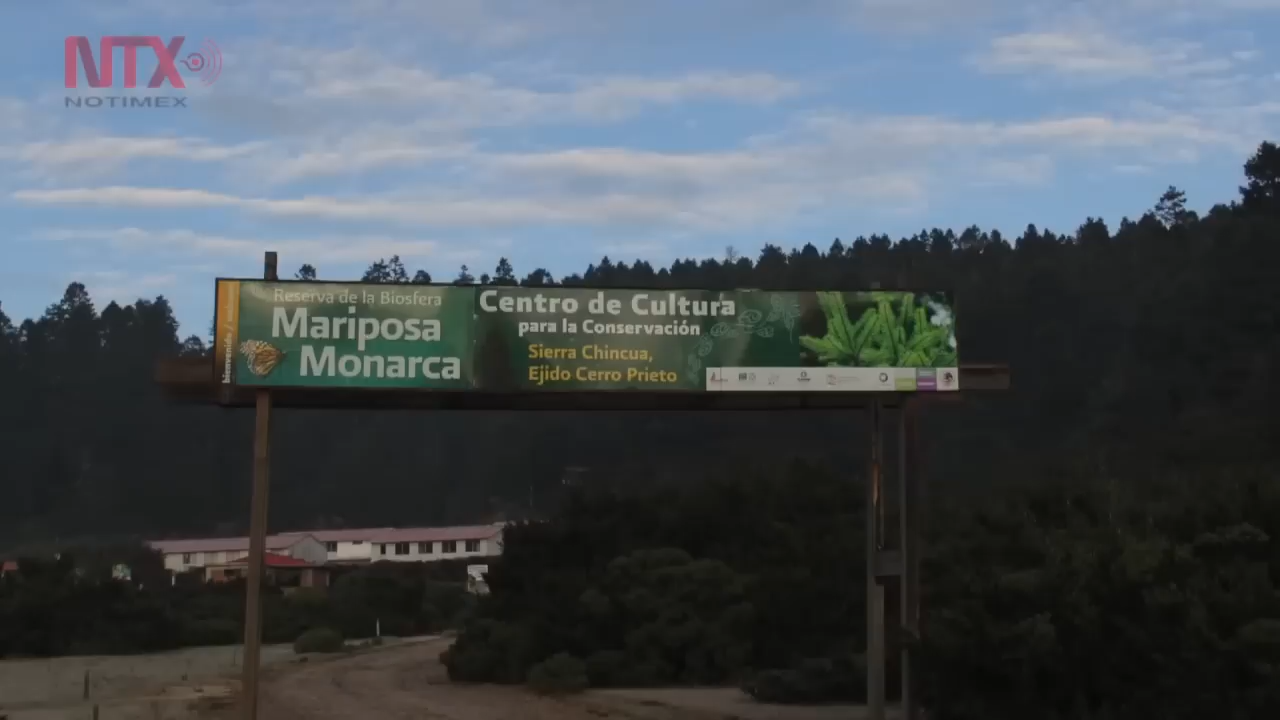 NTX
NOTIMEX
bienvenido /
Reserva de la Biosfera
Mariposa
Monarca
Centro de Cultura
para la Conservación
Sierra Chincua,
Ejido Cerro Prieto